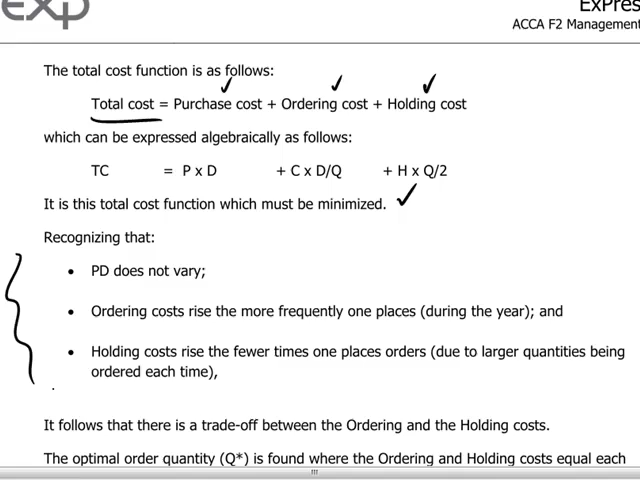 exp
ExPres
ACCA F2 Management
The total cost function is as follows:
Total cost = Purchase cost + Ordering cost + Holding cost
which can be expressed algebraically as follows:
TC = P x D + C x D/Q + H x Q/2
It is this total cost function which must be minimized.
Recognizing that:
• PD does not vary;
• Ordering costs rise the more frequently one places (during the year); and
• Holding costs rise the fewer times one places orders (due to larger quantities being
ordered each time),
It follows that there is a trade-off between the Ordering and the Holding costs.
The optimal order quantity (Q*) is found where the Ordering and Holding costs equal each